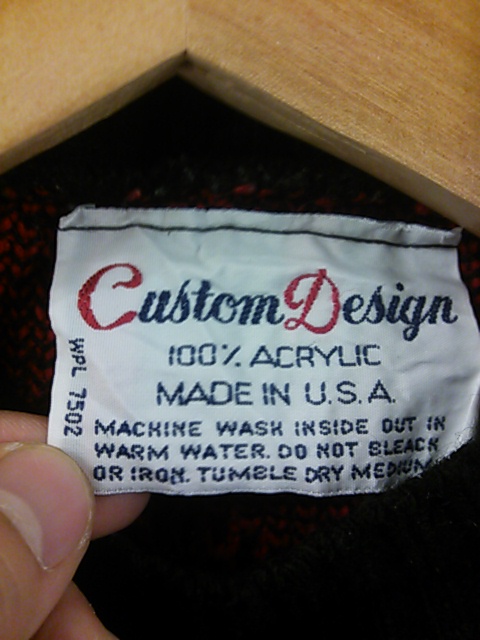 Custom Design
100% ACRYLIC
MADE IN U.S.A.
WPL 7502
MACHINE WASH INSIDE OUT IN
WARM WATER. DO NOT BLEACH
OR IRON. TUMBLE DRY MEDIUM